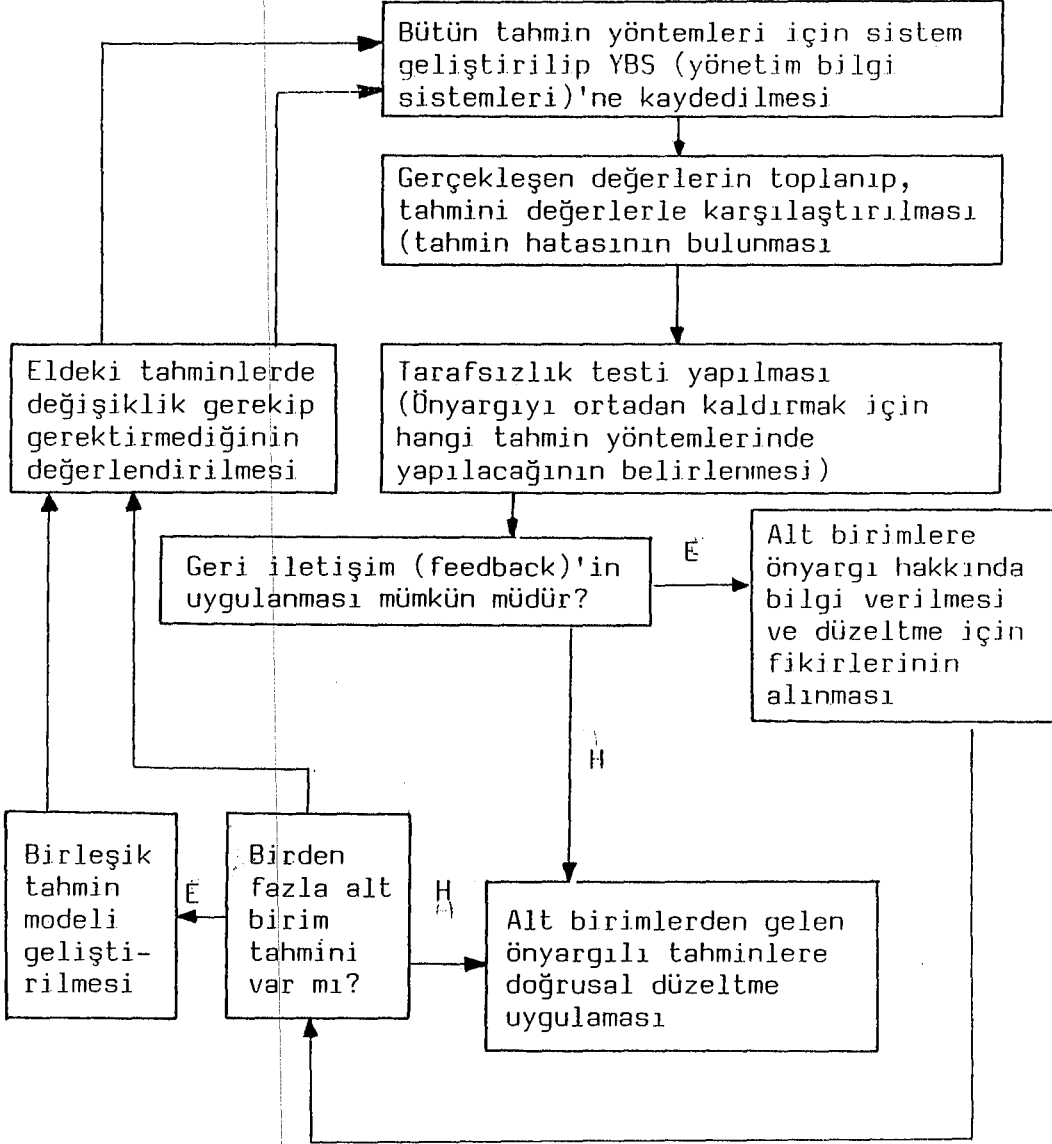 Bütün tahmin yöntemleri için sistem
geliştirilip YBS (yönetim bilgi
sistemleri)'ne kaydedilmesi
Gerçekleşen değerlerin toplanıp,
tahmini değerlerle karşılaştırılması
(tahmin hatasının bulunması
Eldeki tahminlerde
değişiklik gerekip
gerektirmediğinin
değerlendirilmesi
Tarafsızlık testi yapılması
(Önyargıyı ortadan kaldırmak için
hangi tahmin yöntemlerinde
yapılacağının belirlenmesi)
Geri iletişim (feedback)'in
uygulanması mümkün müdür?
E
Alt birimlere
önyargı hakkında
bilgi verilmesi
ve düzeltme için
fikirlerinin
alınması
H
Birleşik
tahmin
modeli
gelişti-
rilmesi
E
Birden
fazla alt
birim
tahmini
var mı?
H
Alt birimlerden gelen
önyargılı tahminlere
doğrusal düzeltme
uygulaması